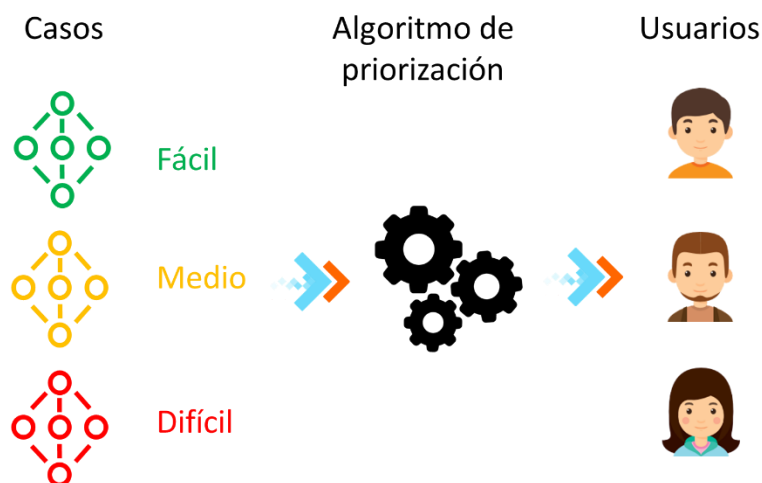 Casos
Algoritmo de
priorización
Usuarios
Fácil
Medio
Difícil